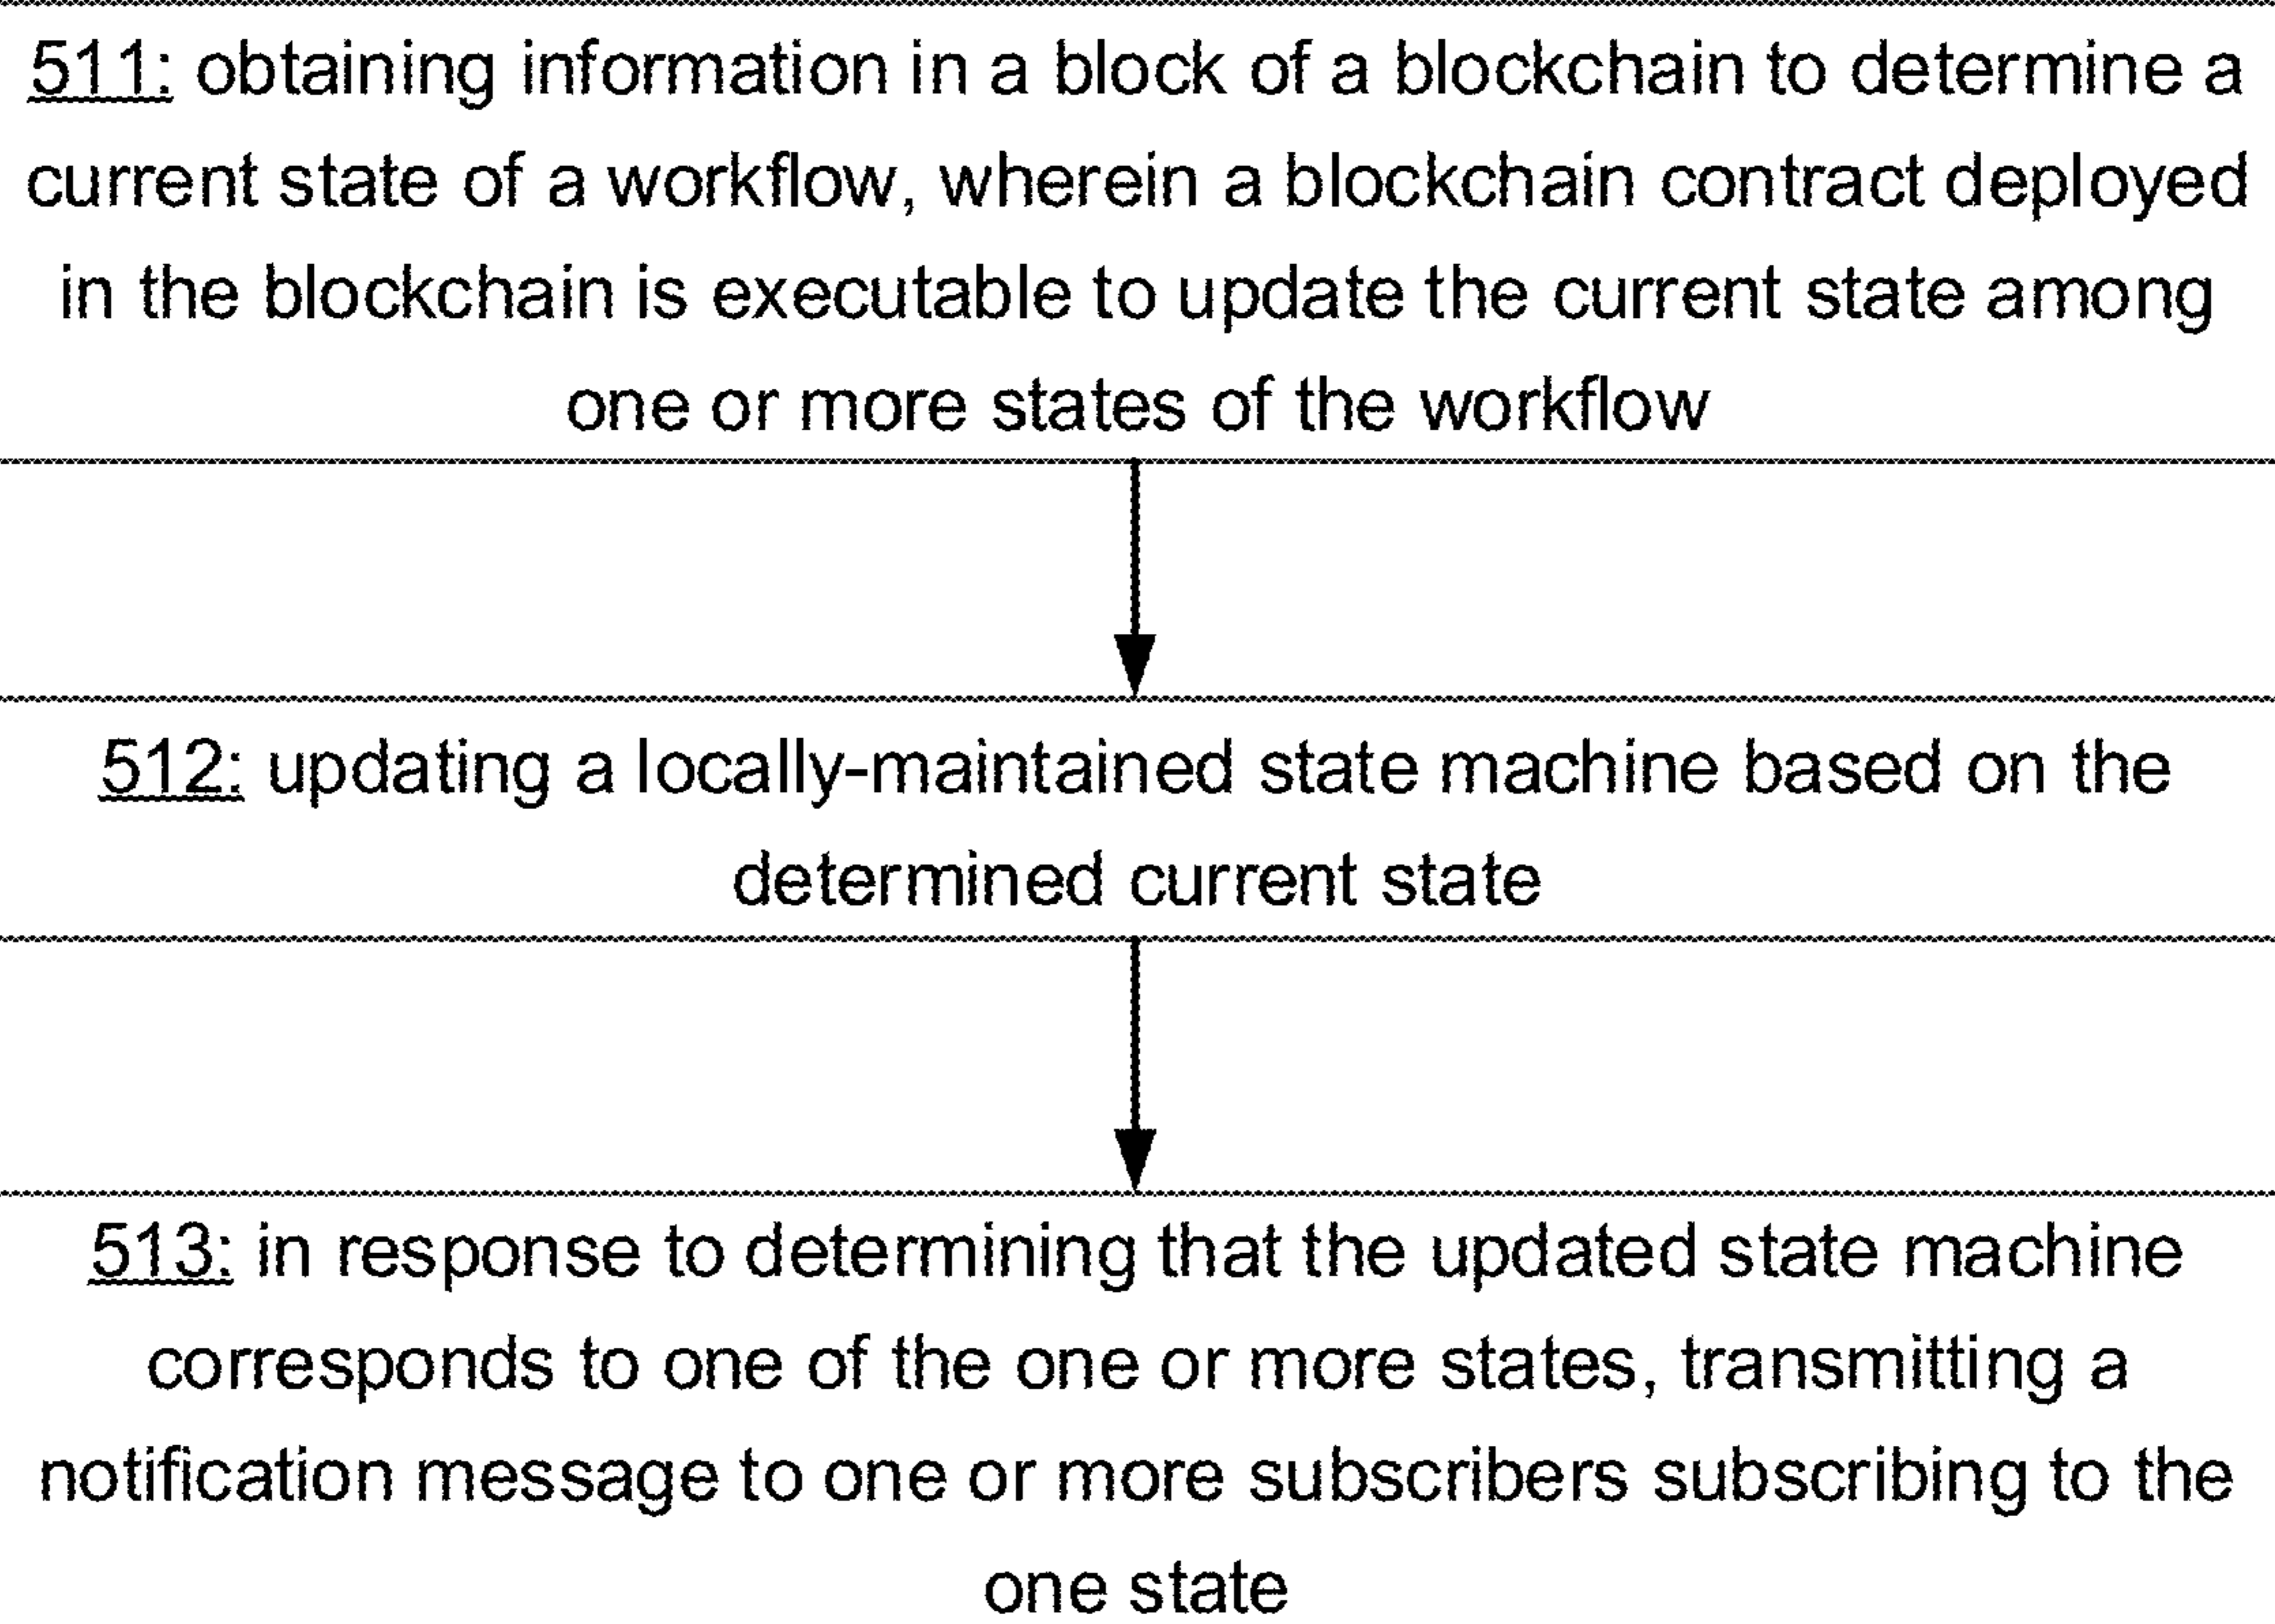 511: obtaining information in a block of a blockchain to determine a
current state of a workflow, wherein a blockchain contract deployed
in the blockchain is executable to update the current state among
one or more states of the workflow
512: updating a locally-maintained state machine based on the
determined current state
513: in response to determining that the updated state machine
corresponds to one of the one or more states, transmitting a
notification message to one or more subscribers subscribing to the
one state